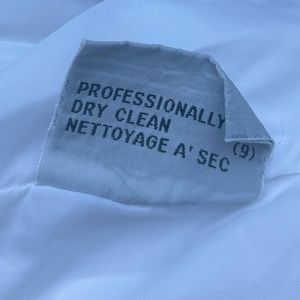 PROFESSIONALLY
DRY CLEAN
NETTOYAGE A' SEC
(9)